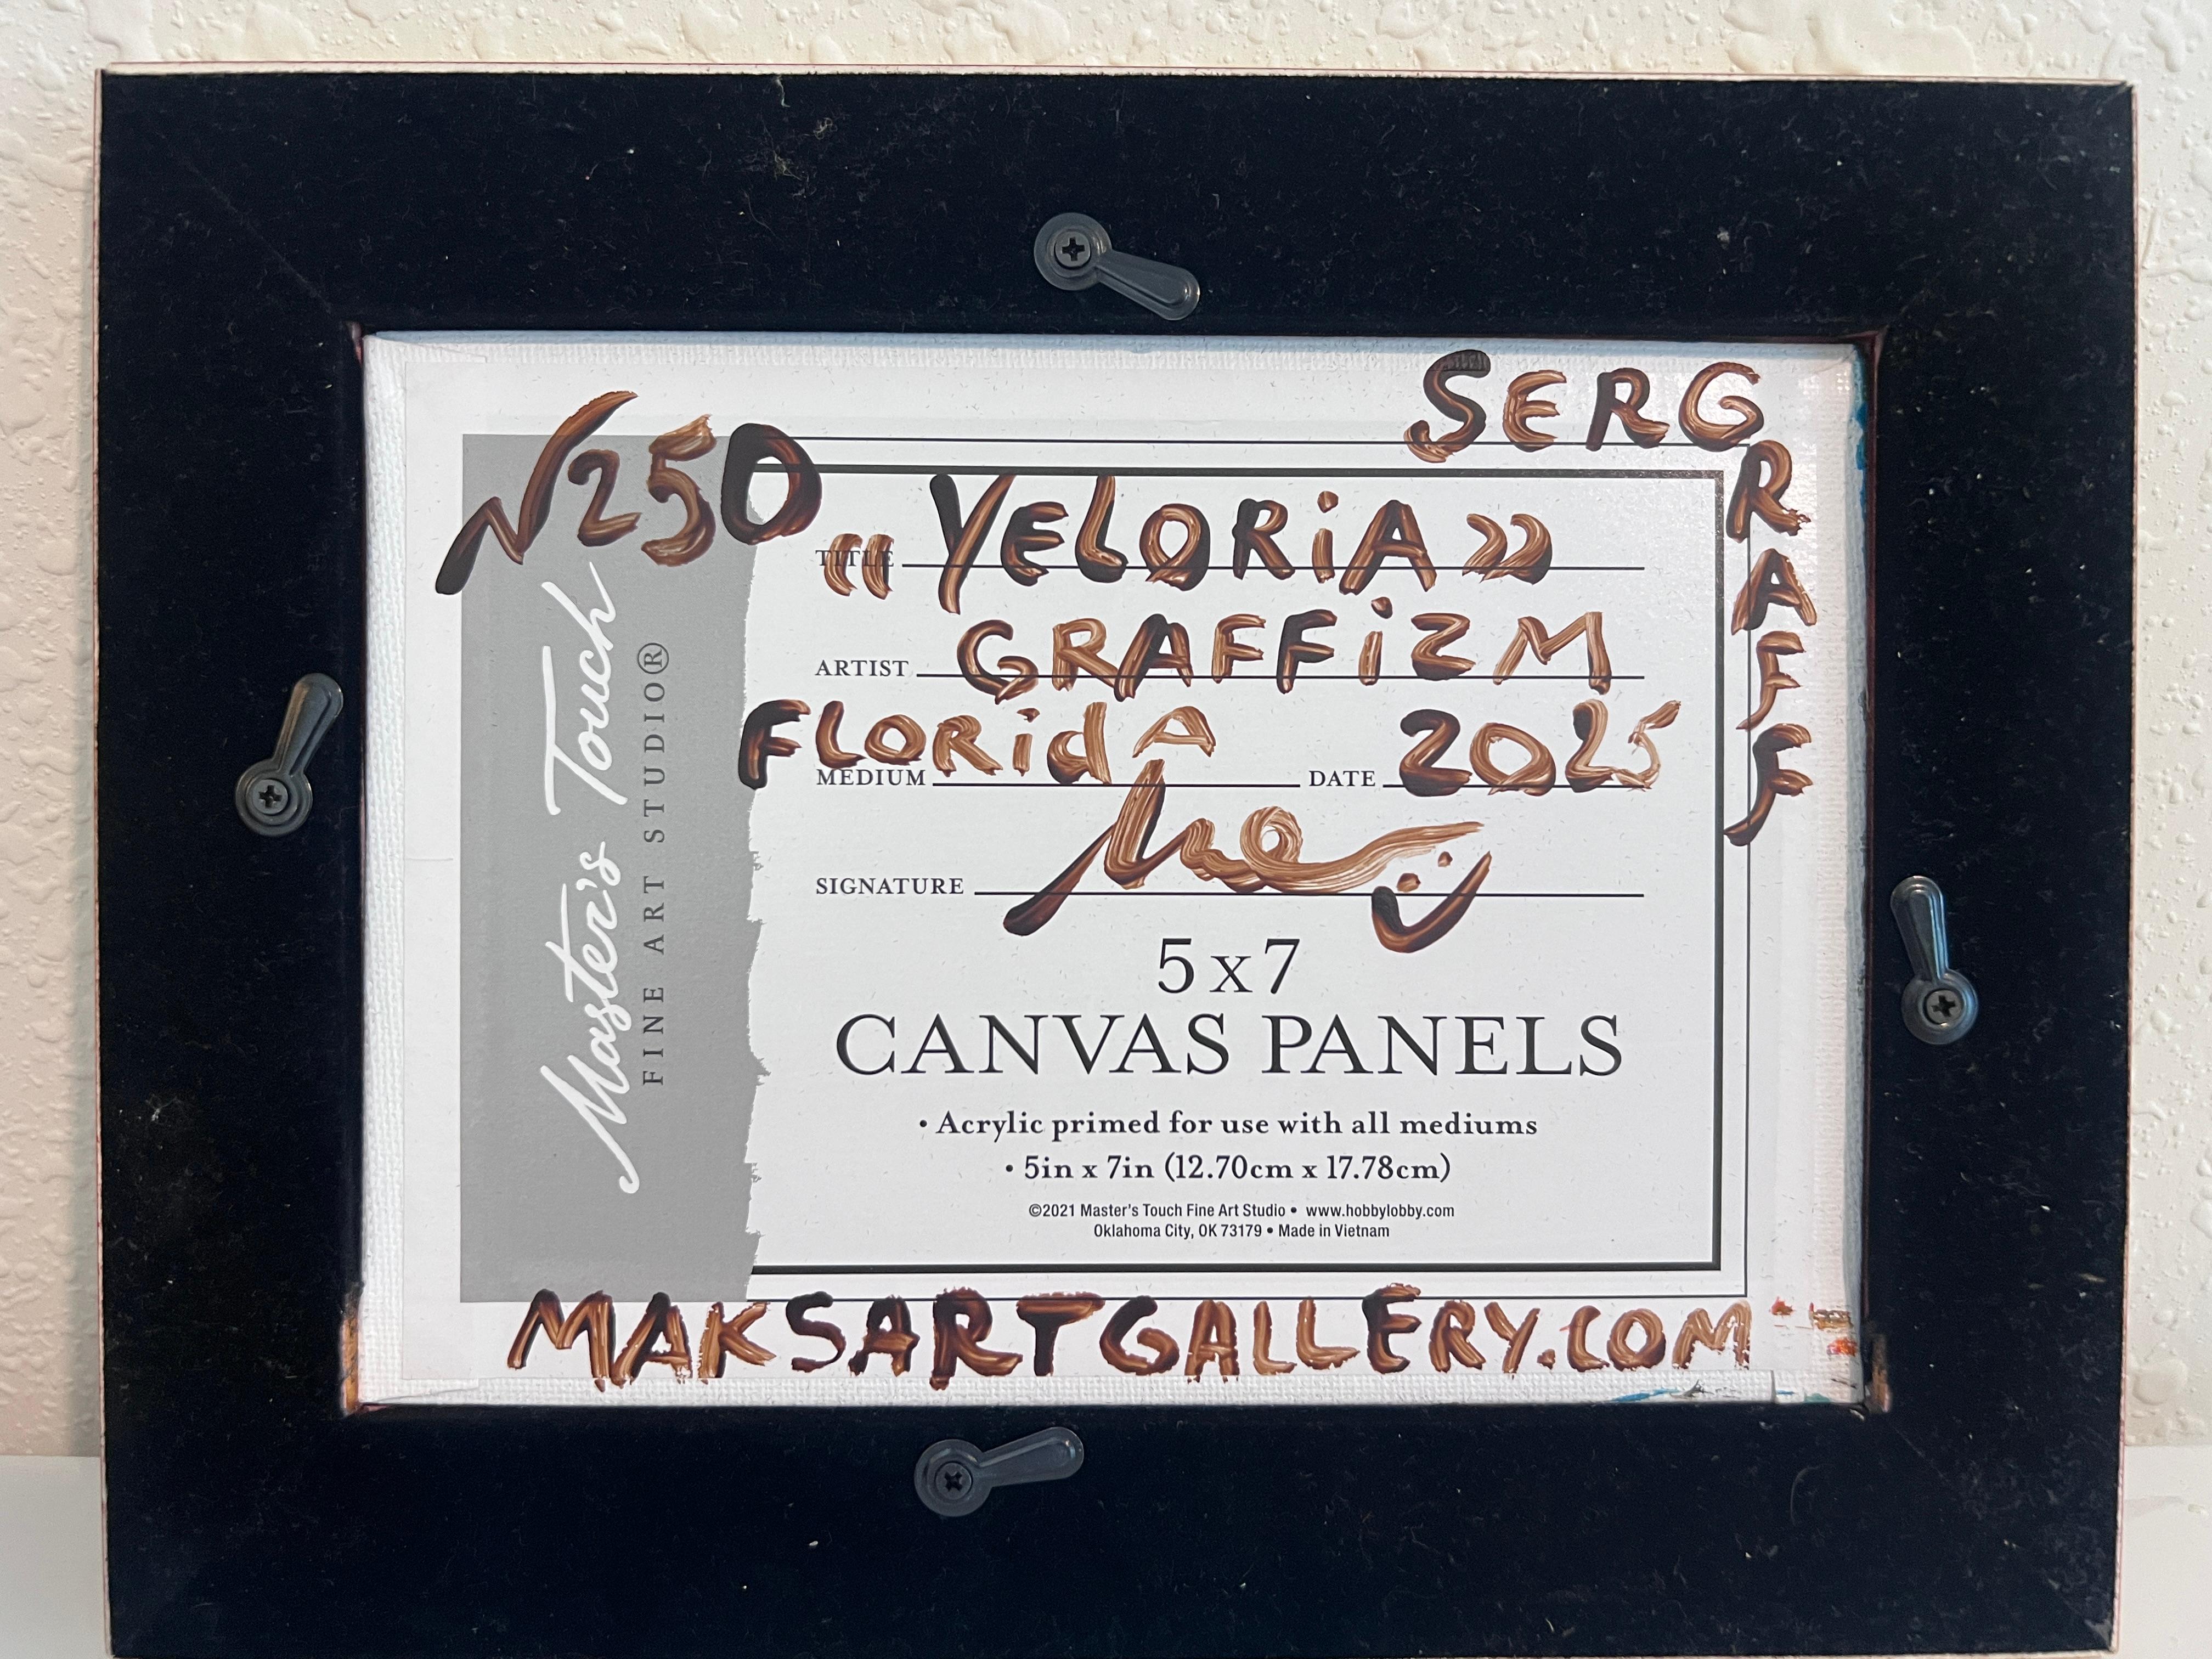 SERG
RAFF
N250
TITLE « YELORIA »
ARTIST GRAFFiZM
FLORidA 2025
MEDIUM DATE
SIGNATURE
5x7
CANVAS PANELS
• Acrylic primed for use with all mediums
• 5in x 7in (12.70cm x 17.78cm)
©2021 Master's Touch Fine Art Studio • www.hobbylobby.com
Oklahoma City, OK 73179 • Made in Vietnam
Master's Touch
FINE ART STUDIO®
MAKSARTGALLERY.COM